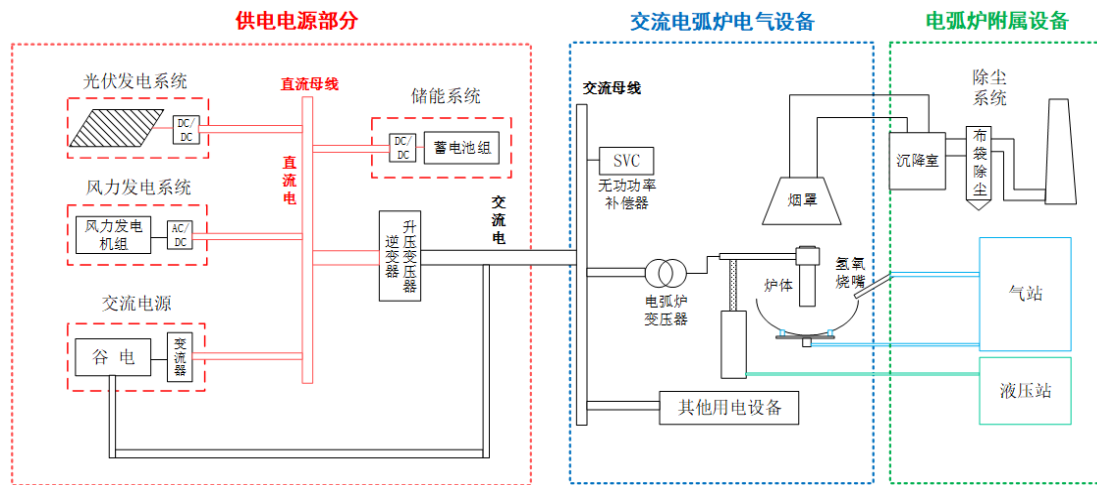 供电电源部分
光伏发电系统
DC/
DC
直流母线
直流电
储能系统
DC/
DC
蓄电池组
风力发电系统
风力发电
机组
AC/
DC
逆变器
升压变压器
交流电
交流电源
谷 电
变流器
交流电弧炉电气设备
交流母线
SVC
无功功率
补偿器
烟罩
电弧炉
变压器
炉体
氢氧
烧嘴
其他用电设备
电弧炉附属设备
除尘
系统
沉降室
布袋除尘
气站
液压站